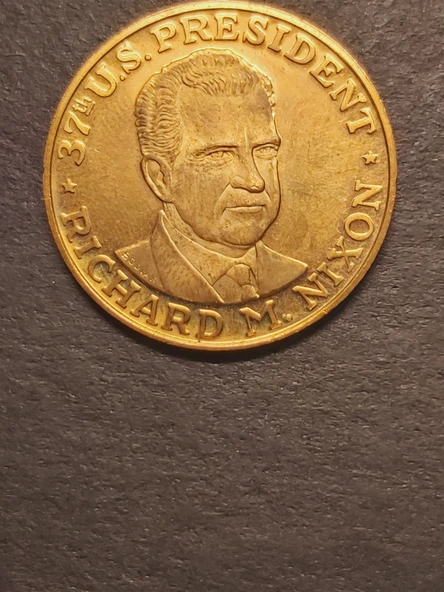 37th U.S. PRESIDENT
RICHARD M. NIXON